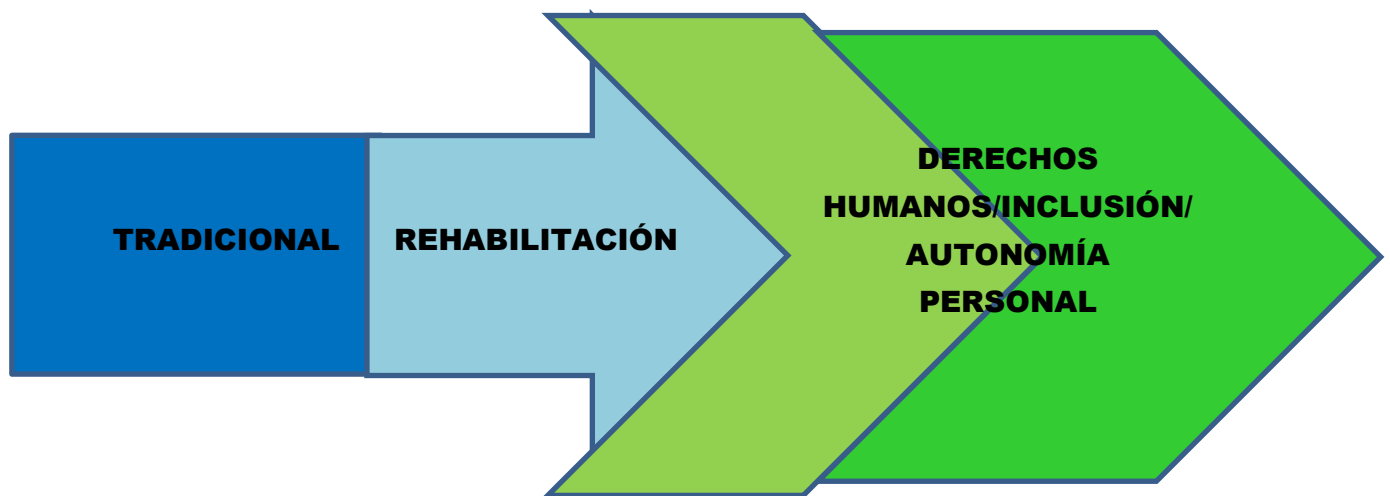 TRADICIONAL
REHABILITACIÓN
DERECHOS
HUMANOS/INCLUSIÓN/
AUTONOMÍA
PERSONAL